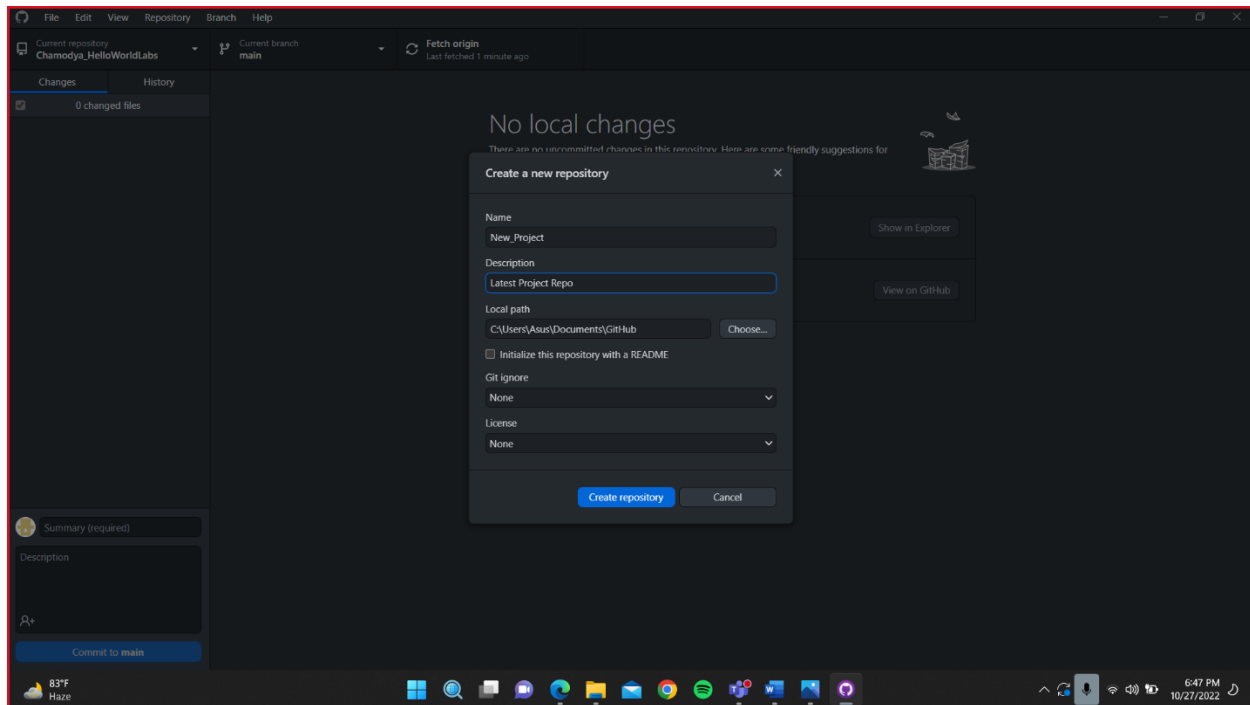 File Edit View Repository Branch Help
Current repository
Chamodya_HelloWorldLabs
Current branch
main
Fetch origin
Last fetched 1 minute ago
Changes History
0 changed files
No local changes
There are no uncommitted changes in this repository. Here are some friendly suggestions for
Create a new repository
Name
New_Project
Description
Latest Project Repo
Local path
C:\Users\Asus\Documents\GitHub
Choose...
Initialize this repository with a README
Git ignore
None
License
None
Create repository Cancel
Show in Explorer
View on GitHub
Summary (required)
Description
Commit to main
83°F
Haze
6:47 PM
10/27/2022